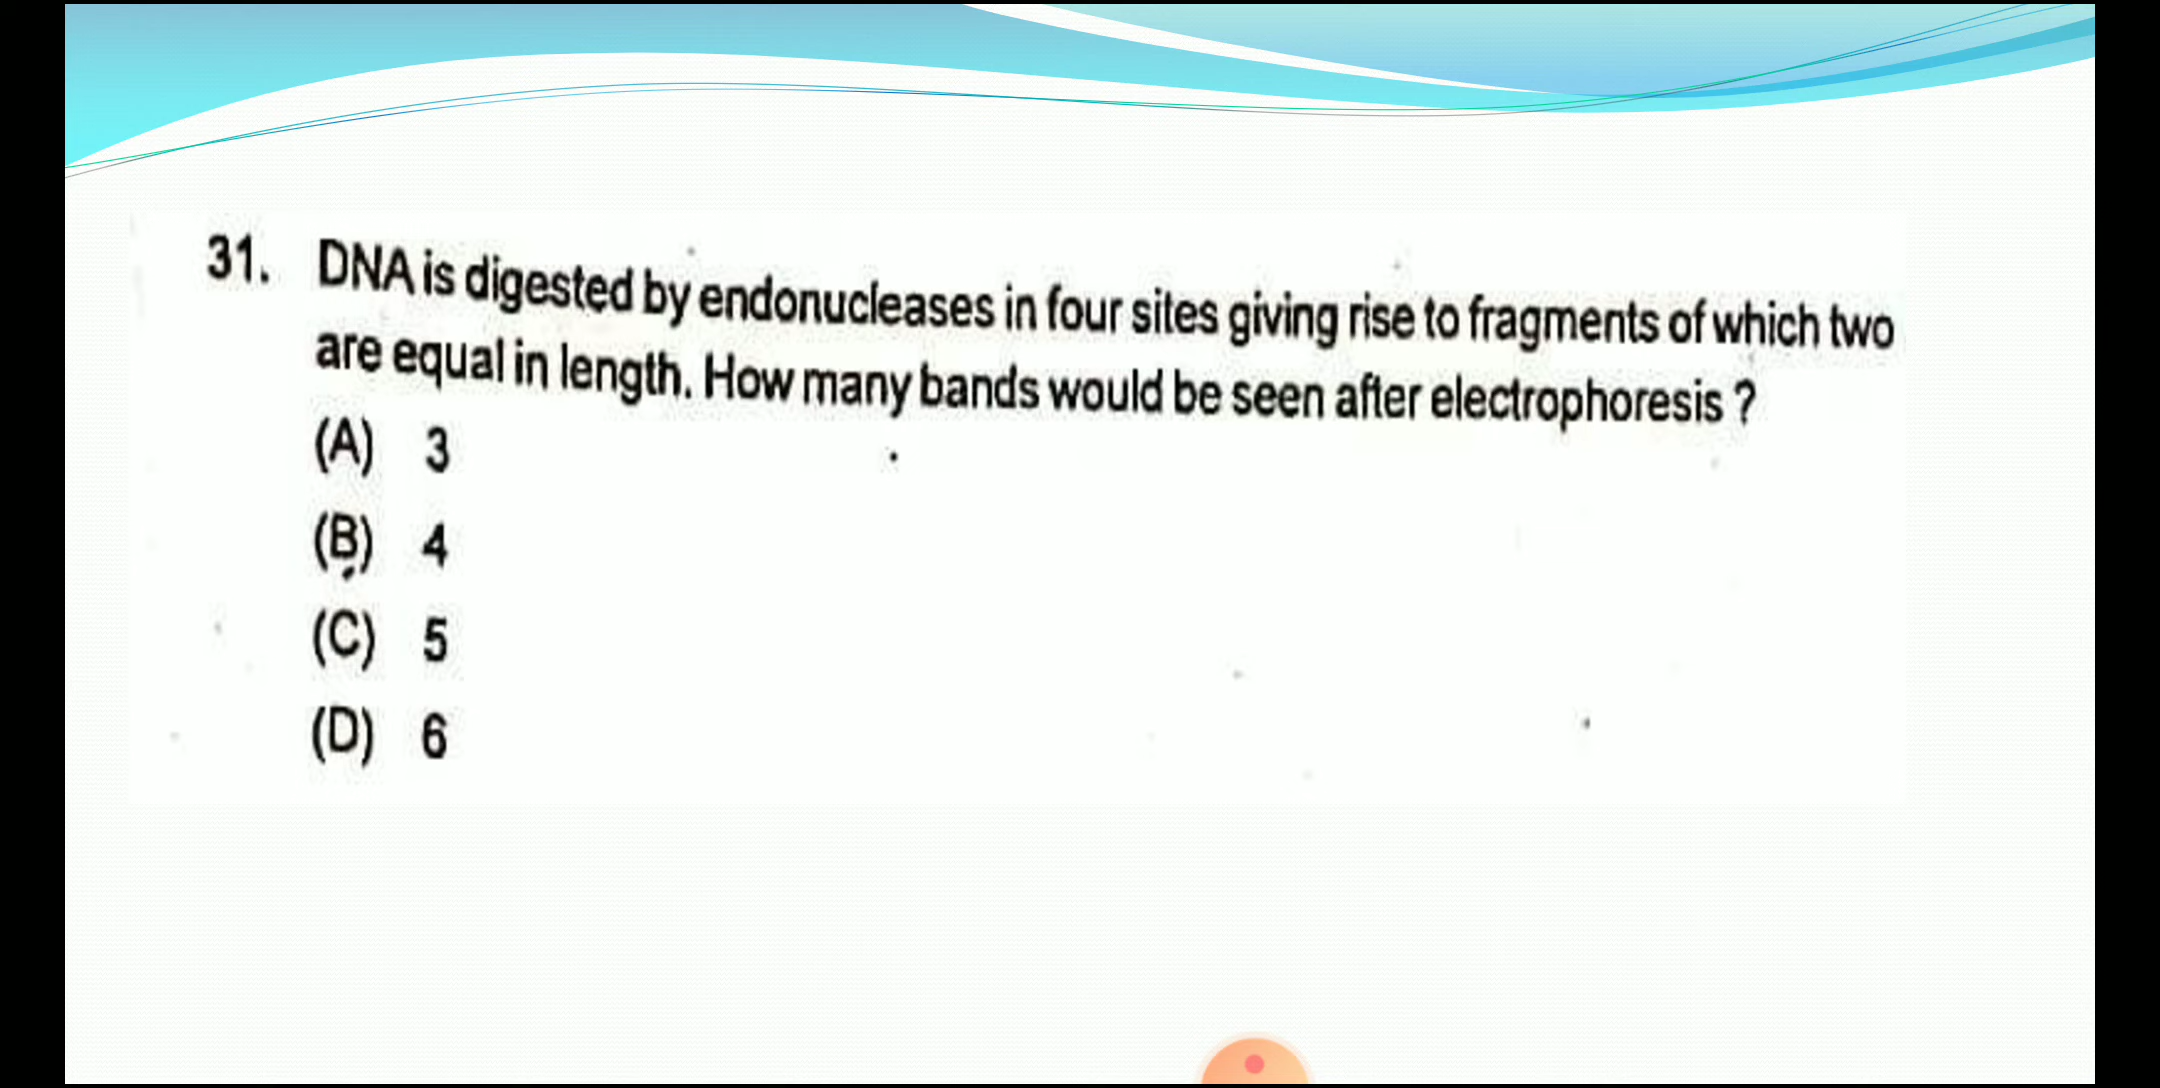 31. DNA is digested by endonucleases in four sites giving rise to fragments of which two
are equal in length. How many bands would be seen after electrophoresis ?
(A) 3
(B) 4
(C) 5
(D) 6